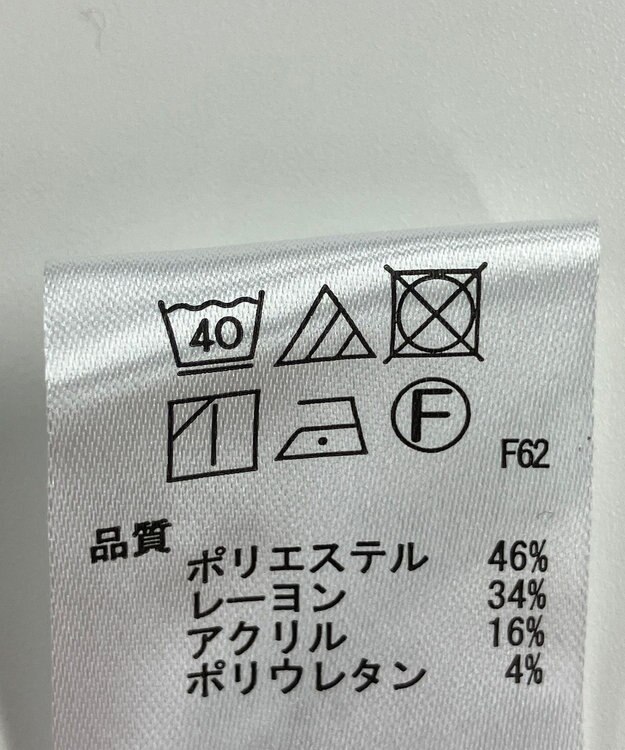 40
F
F62
品質
ポリエステル 46%
レーヨン 34%
アクリル 16%
ポリウレタン 4%